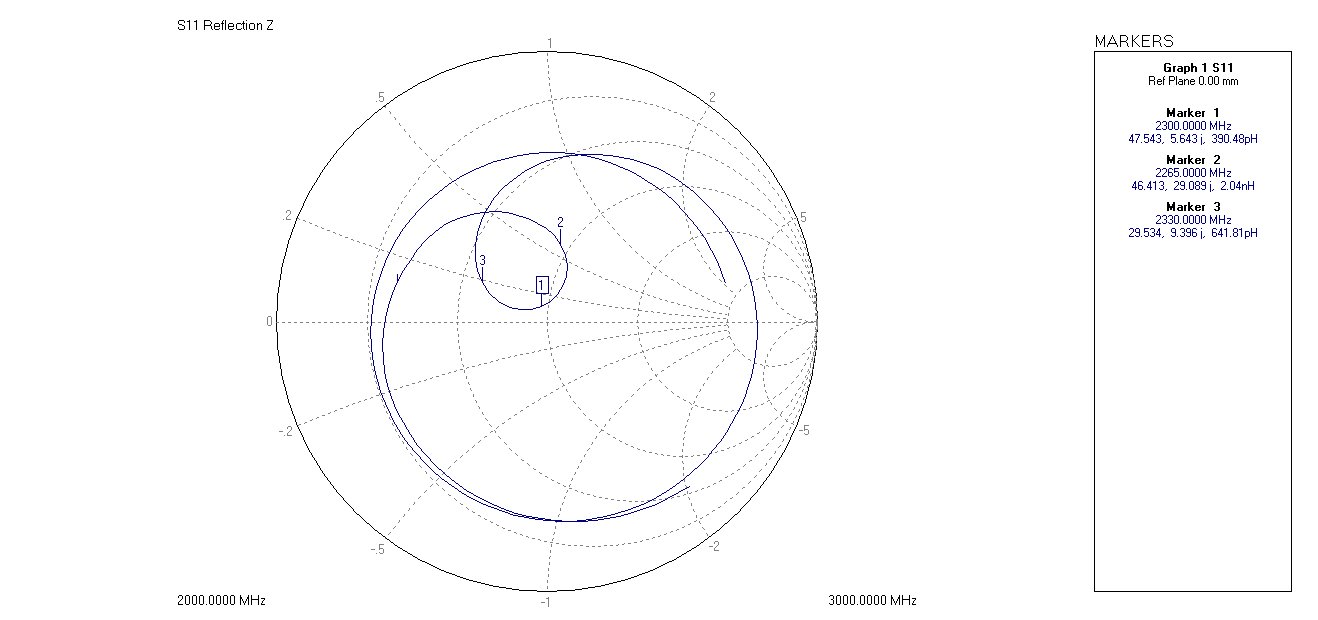 S11 Reflection Z
MARKERS
1
.5
2
.2
5
0
-.2
-5
-.5
-2
-1
2
3
1
Graph 1 S11
Ref Plane 0.00 mm
Marker 1
2300.0000 MHz
47.543, 5.643 j, 390.48pH
Marker 2
2265.0000 MHz
46.413, 29.089 j, 2.04nH
Marker 3
2330.0000 MHz
29.534, 9.396 j, 641.81pH
2000.0000 MHz
3000.0000 MHz